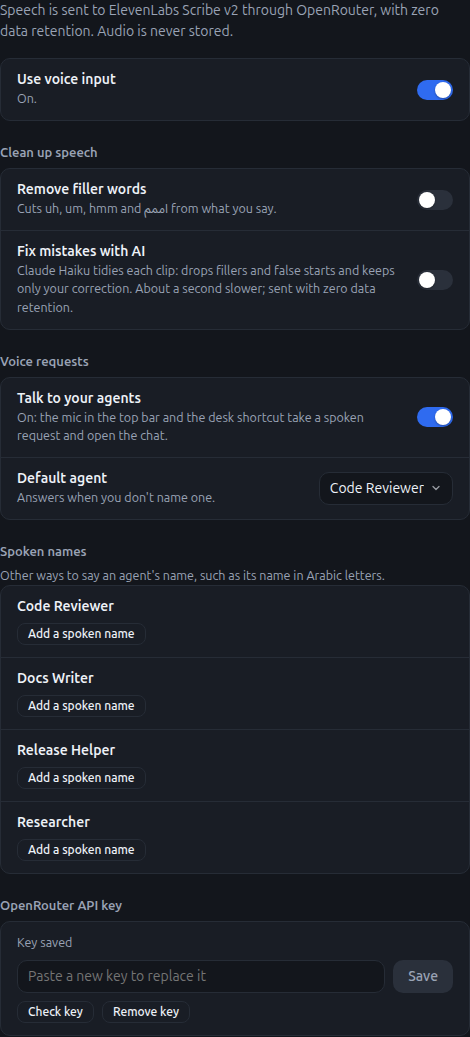 Speech is sent to ElevenLabs Scribe v2 through OpenRouter, with zero
data retention. Audio is never stored.
Use voice input
On.
Clean up speech
Remove filler words
Cuts uh, um, hmm and اممم from what you say.
Fix mistakes with AI
Claude Haiku tidies each clip: drops fillers and false starts and keeps
only your correction. About a second slower; sent with zero data
retention.
Voice requests
Talk to your agents
On: the mic in the top bar and the desk shortcut take a spoken
request and open the chat.
Default agent
Answers when you don't name one.
Code Reviewer
Spoken names
Other ways to say an agent's name, such as its name in Arabic letters.
Code Reviewer
Add a spoken name
Docs Writer
Add a spoken name
Release Helper
Add a spoken name
Researcher
Add a spoken name
OpenRouter API key
Key saved
Paste a new key to replace it
Save
Check key
Remove key